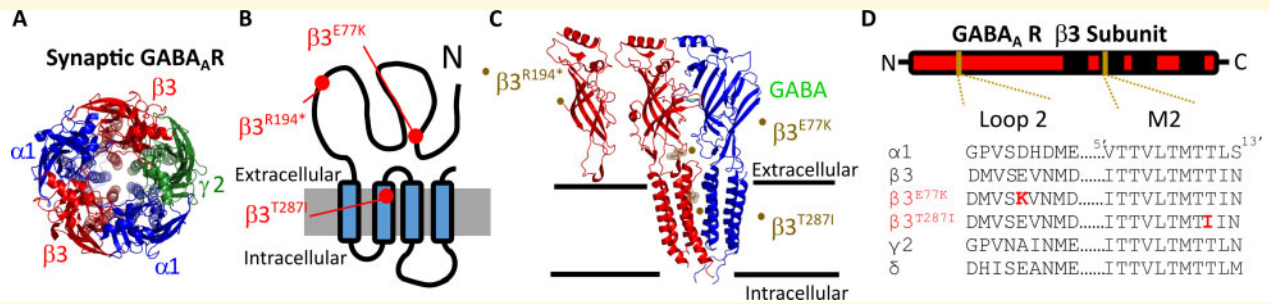 A
Synaptic GABAAR
β3
α1
γ2
β3
α1
B
β3E77K
N
β3R194*
Extracellular
β3T287I
Intracellular
C
β3R194*
GABA
β3E77K
Extracellular
β3T287I
Intracellular
D
GABAA R β3 Subunit
N
C
Loop 2
M2
5′
13′
α1 GPVSDHDME......VTTVLTMTTLS
β3 DMVSEVNMD......ITTVLTMTTIN
β3E77K DMVSKVNMD......ITTVLTMTTIN
β3T287I DMVSEVNMD......ITTVLTMTIIN
γ2 GPVNAINME......ITTVLTMTTLN
δ DHISEANME......ITTVLTMTTLM